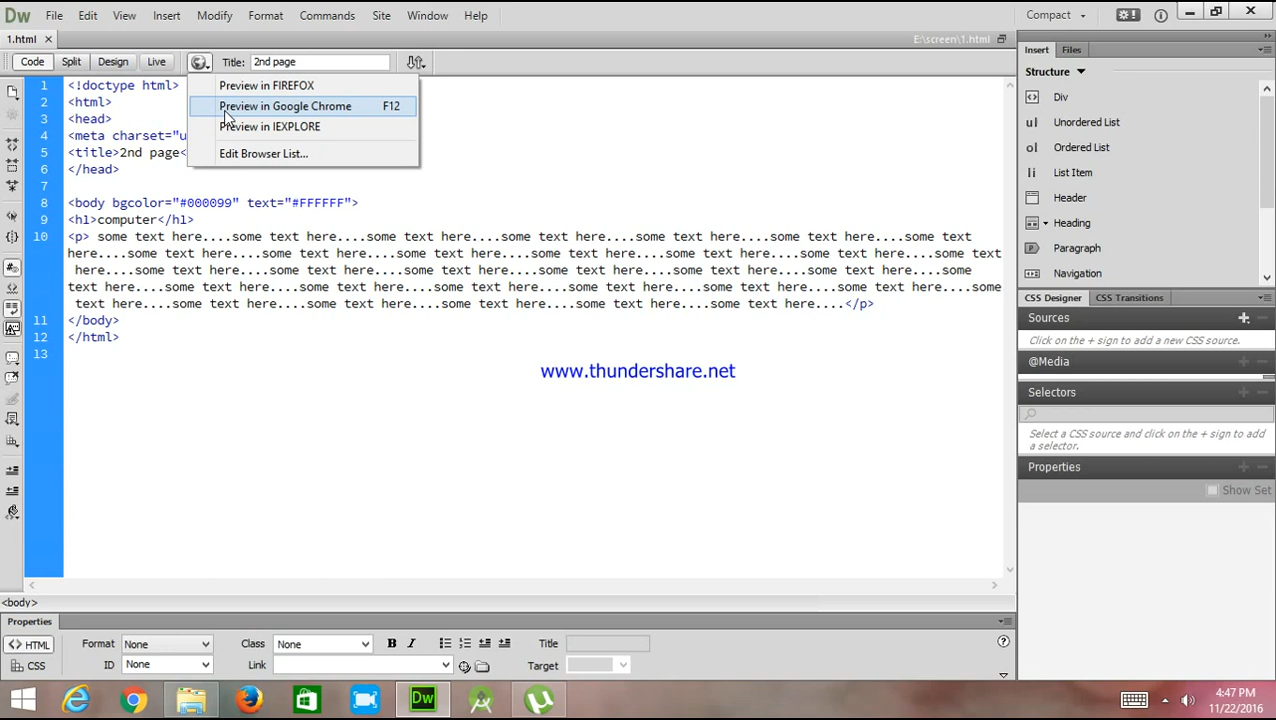 Dw File Edit View Insert Modify Format Commands Site Window Help Compact
1.html E:\screen\1.html
Code Split Design Live Title: 2nd page
Preview in FIREFOX
Preview in Google Chrome F12
Preview in IEXPLORE
Edit Browser List...
1 <!doctype html>
2 <html>
3 <head>
4 <meta charset="u
5 <title>2nd page<
6 </head>
7
8 <body bgcolor="#000099" text="#FFFFFF">
9 <h1>computer</h1>
10 <p> some text here....some text here....some text here....some text here....some text here....some text here....some text
here....some text here....some text here....some text here....some text here....some text here....some text here....some text
here....some text here....some text here....some text here....some text here....some text here....some text
text here....some text here....some text here....some text here....some text here....some text here....some text here....some
text here....some text here....some text here....some text here....some text here....some text here....</p>
11 </body>
12 </html>
13
www.thundershare.net
<body>
Insert Files
Structure
Div
ul Unordered List
ol Ordered List
li List Item
Header
Heading
Paragraph
Navigation
CSS Designer CSS Transitions
Sources
Click on the + sign to add a new CSS source.
@Media
Selectors
Select a CSS source and click on the + sign to add
a selector.
Properties
Show Set
Properties
HTML Format None Class None B I Title
CSS ID None Link Target
Dw
4:47 PM
11/22/2016